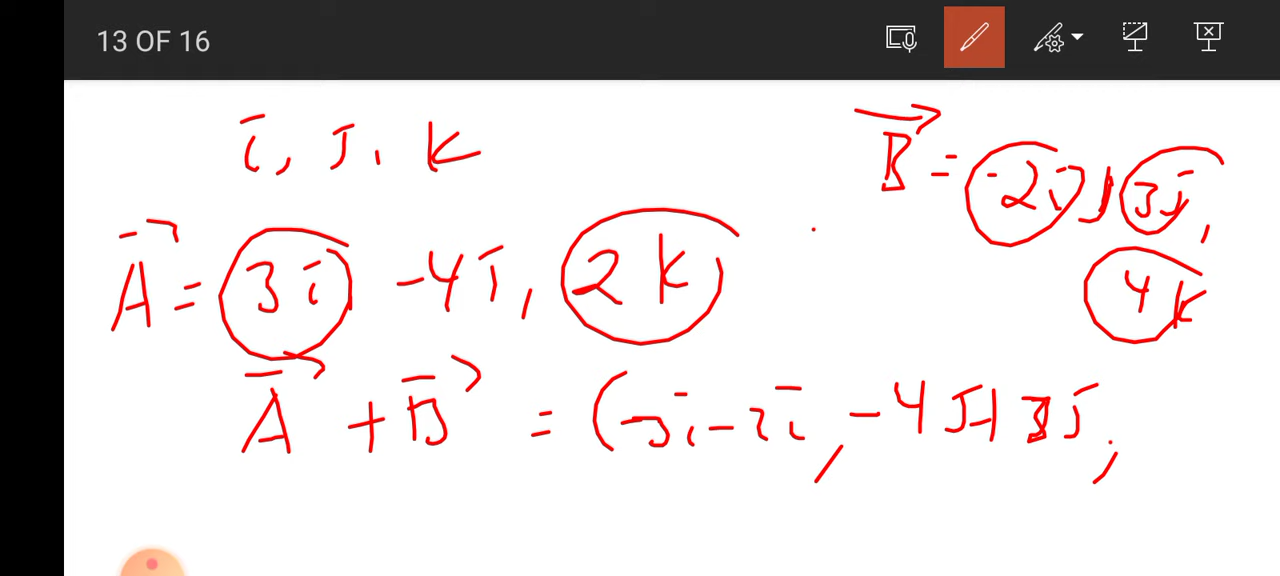 13 OF 16
i, j, k
B = -2i, 3j,
4k
A = 3i -4j, 2k
A + B = (3i-2i, -4j+3j,